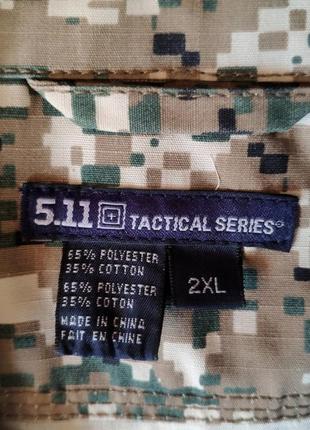 5.11 TACTICAL SERIES®
65% POLYESTER
35% COTTON
65% POLYESTER
35% COTON
MADE IN CHINA
FAIT EN CHINE
2XL